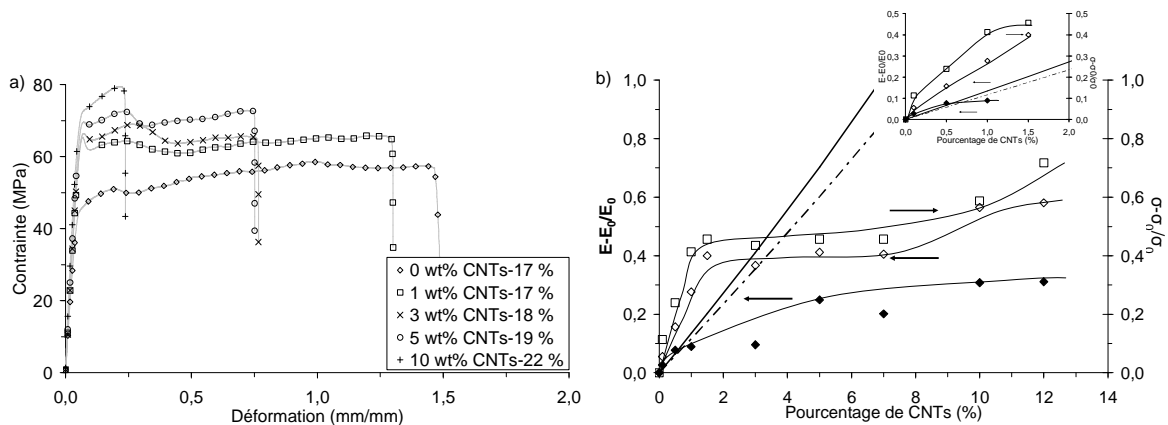 a)
80
60
40
20
0
Contrainte (MPa)
0,0 0,5 1,0 1,5 2,0
Déformation (mm/mm)
0 wt% CNTs-17 %
1 wt% CNTs-17 %
3 wt% CNTs-18 %
5 wt% CNTs-19 %
10 wt% CNTs-22 %
b)
1,0
0,8
0,6
0,4
0,2
0,0
E-E0/E0
0 2 4 6 8 10 12 14
Pourcentage de CNTs (%)
1,0
0,8
0,6
0,4
0,2
0,0
σ-σ0/σ0
0,5
0,4
0,3
0,2
0,1
0,0
E-E0/E0
0,0 0,5 1,0 1,5 2,0
Pourcentage de CNTs (%)
0,5
0,4
0,3
0,2
0,1
0,0
σ-σ0/σ0